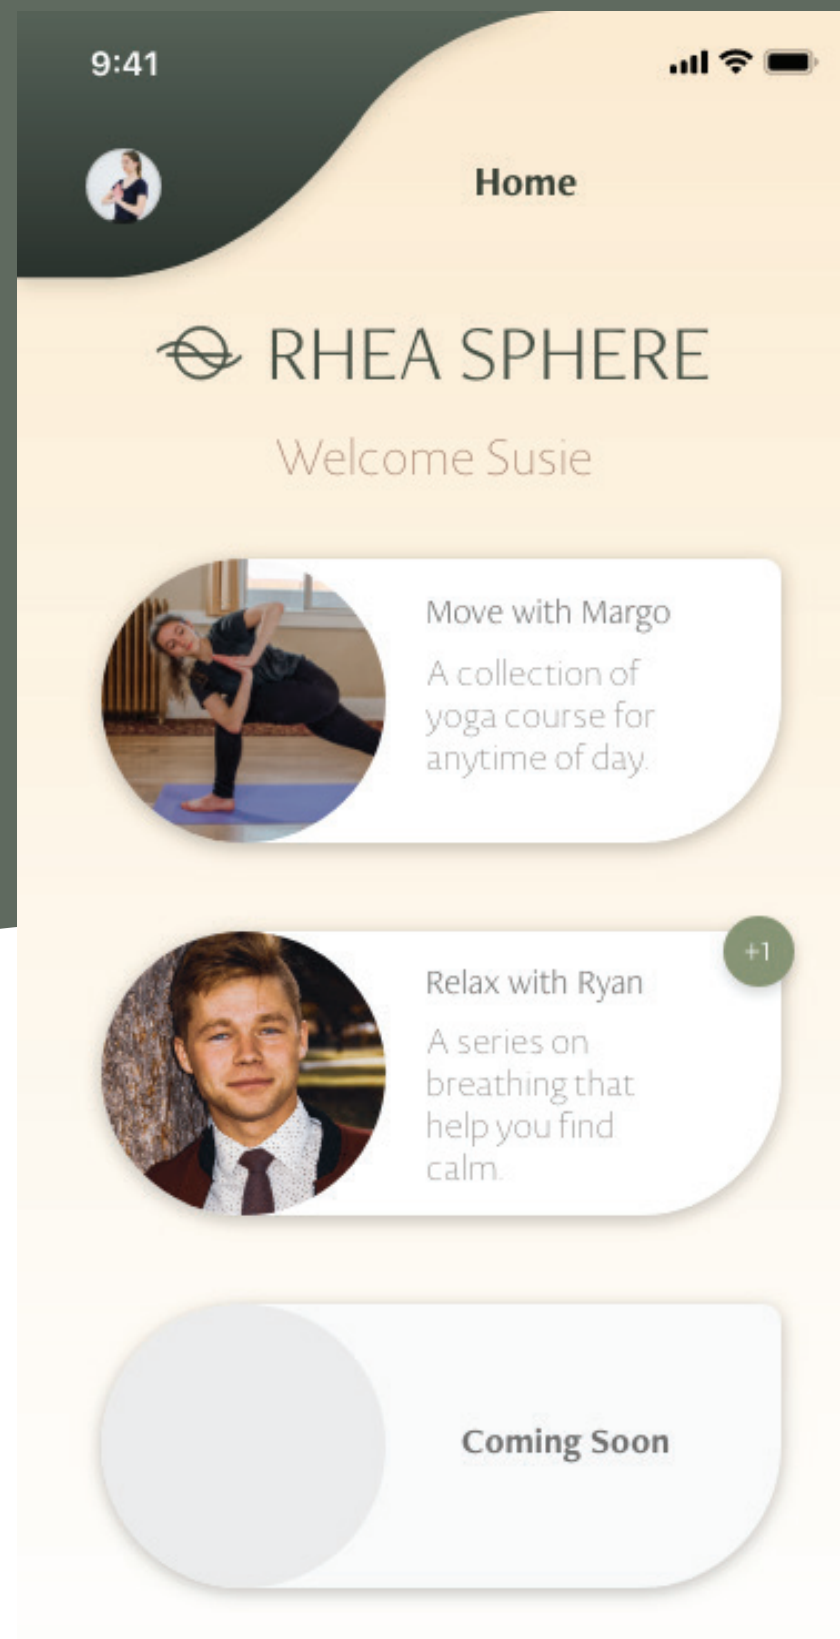 9:41
Home
RHEA SPHERE
Welcome Susie
Move with Margo
A collection of
yoga course for
anytime of day.
+1
Relax with Ryan
A series on
breathing that
help you find
calm.
Coming Soon